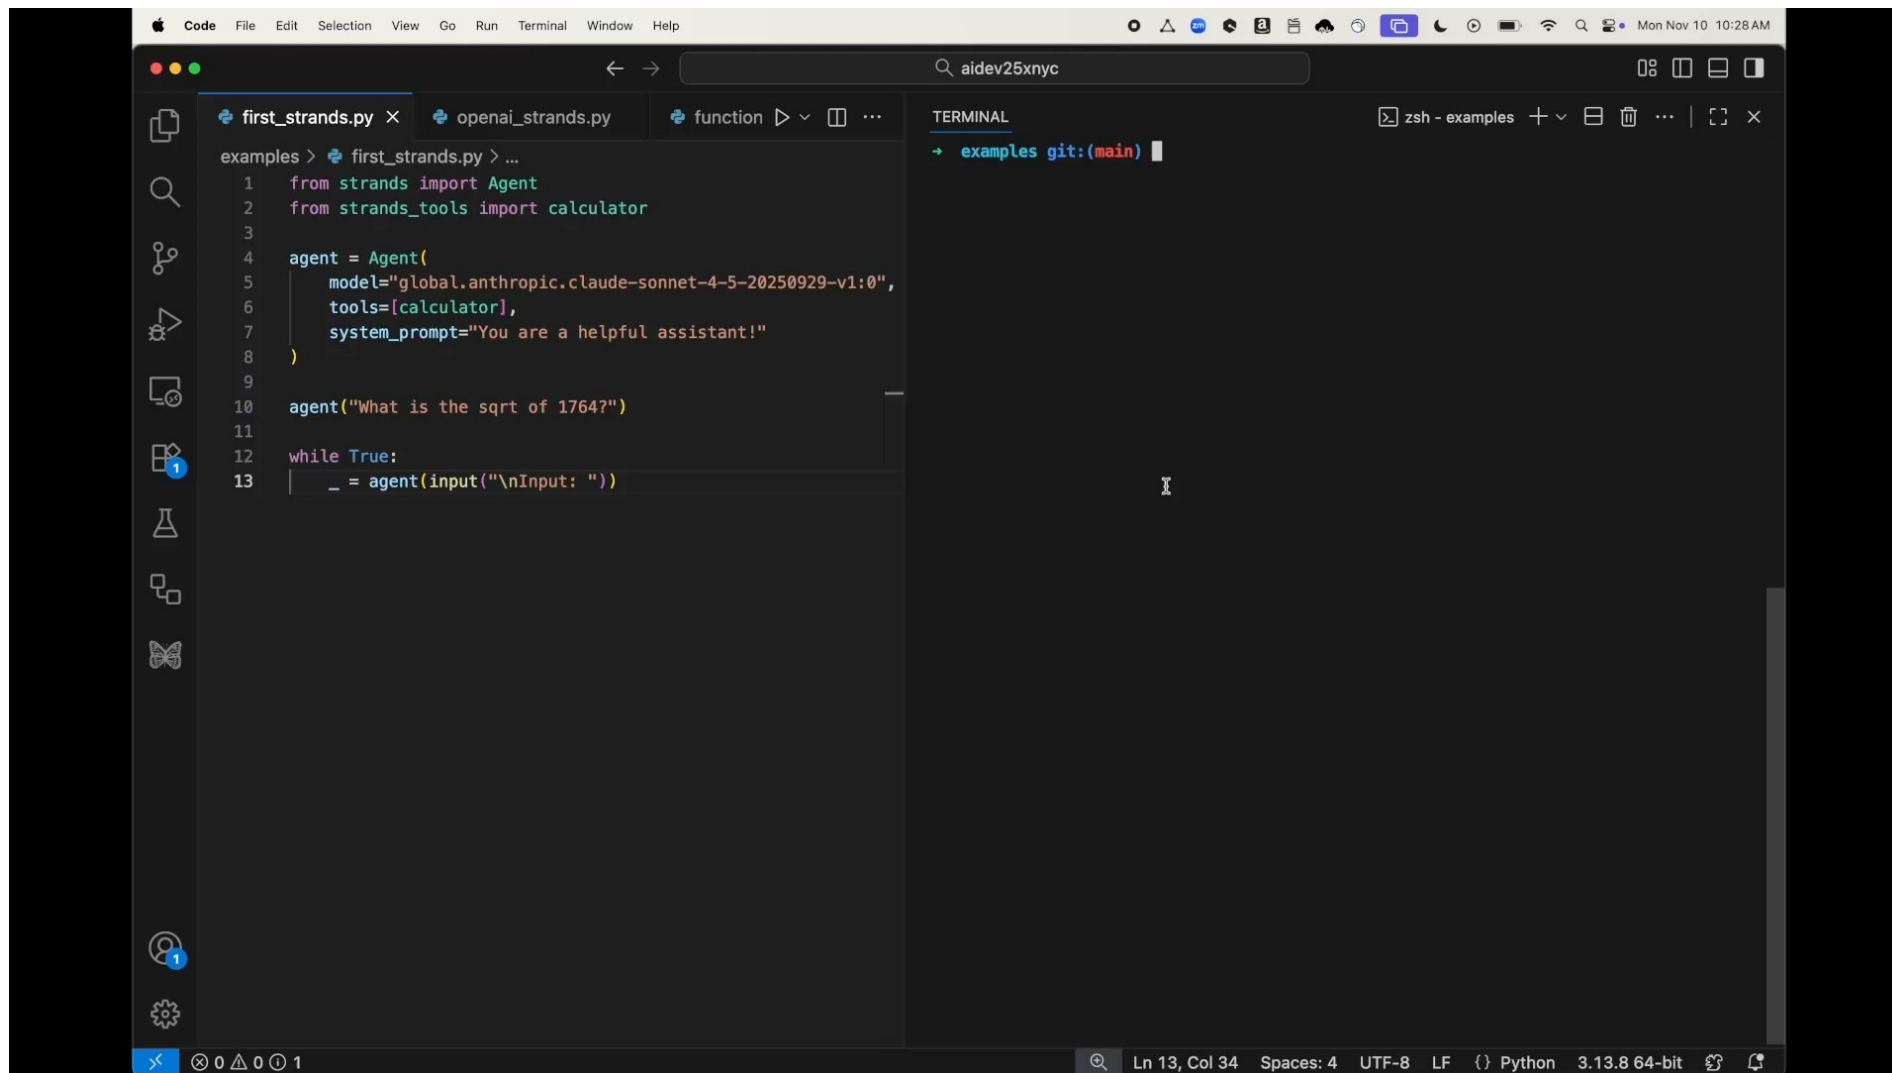 Code File Edit Selection View Go Run Terminal Window Help
zm a Mon Nov 10 10:28 AM
aidev25xnyc
first_strands.py openai_strands.py function
TERMINAL
zsh - examples
examples > first_strands.py > ...
examples git:(main)
1 from strands import Agent
2 from strands_tools import calculator
3
4 agent = Agent(
5 model="global.anthropic.claude-sonnet-4-5-20250929-v1:0",
6 tools=[calculator],
7 system_prompt="You are a helpful assistant!"
8 )
9
10 agent("What is the sqrt of 1764?")
11
12 while True:
13 _ = agent(input("\nInput: "))
1
1
0 0 1
Ln 13, Col 34 Spaces: 4 UTF-8 LF {} Python 3.13.8 64-bit